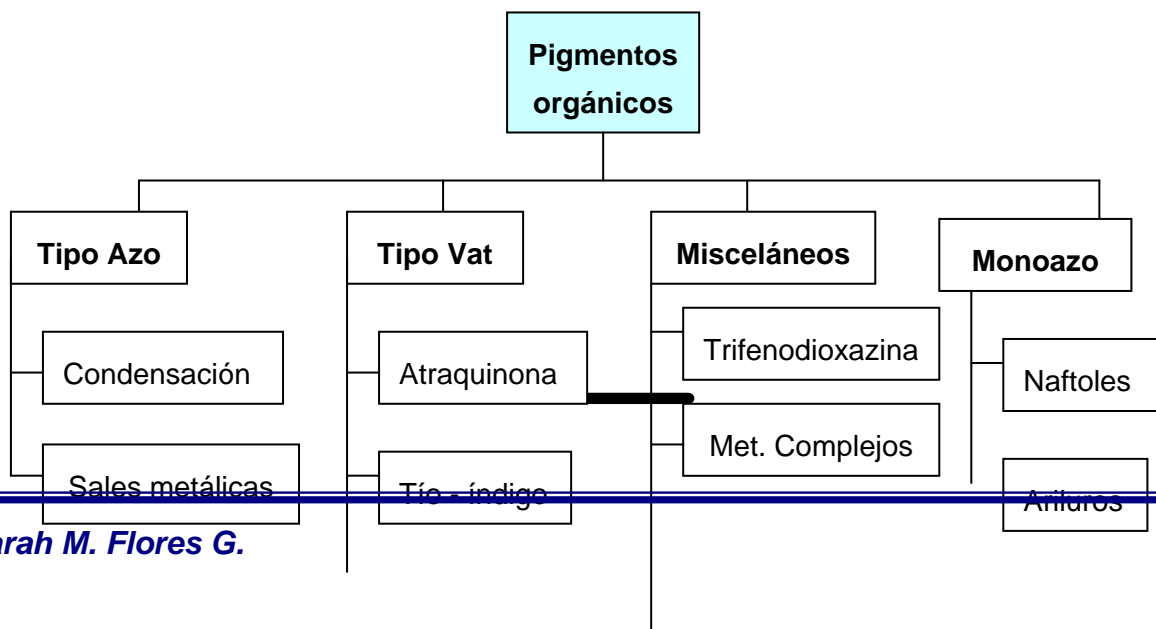 Pigmentos
orgánicos
Tipo Azo
Tipo Vat
Misceláneos
Monoazo
Condensación
Atraquinona
Trifenodioxazina
Naftoles
Sales metálicas
Tío - índigo
Met. Complejos
Ariluros
arah M. Flores G.